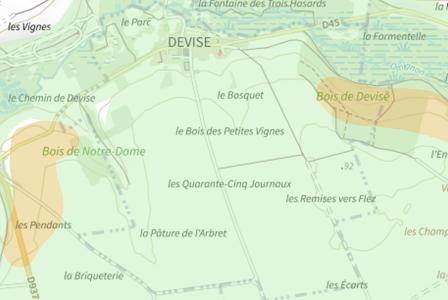 la Fontaine des Trois Hasards
le Parc
D45
les Vignes
la Formentelle
DEVISE
Omignon
le Chemin de Devise
le Bosquet
Bois de Devise
le Bois des Petites Vignes
Bois de Notre-Dame
92
les Quarante-Cinq Journaux
les Remises vers Flez
les Pendants
la Pâture de l'Arbret
la Briqueterie
D937
les Écarts